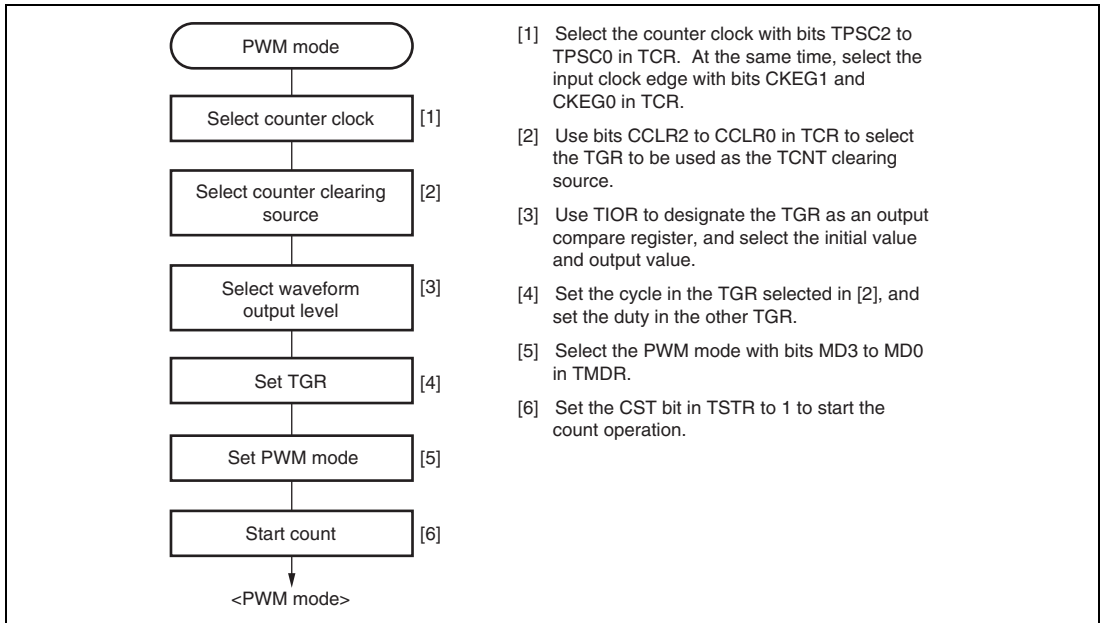 PWM mode
Select counter clock
[1]
Select counter clearing
source
[2]
Select waveform
output level
[3]
Set TGR
[4]
Set PWM mode
[5]
Start count
[6]
<PWM mode>
[1] Select the counter clock with bits TPSC2 to
TPSC0 in TCR. At the same time, select the
input clock edge with bits CKEG1 and
CKEG0 in TCR.
[2] Use bits CCLR2 to CCLR0 in TCR to select
the TGR to be used as the TCNT clearing
source.
[3] Use TIOR to designate the TGR as an output
compare register, and select the initial value
and output value.
[4] Set the cycle in the TGR selected in [2], and
set the duty in the other TGR.
[5] Select the PWM mode with bits MD3 to MD0
in TMDR.
[6] Set the CST bit in TSTR to 1 to start the
count operation.